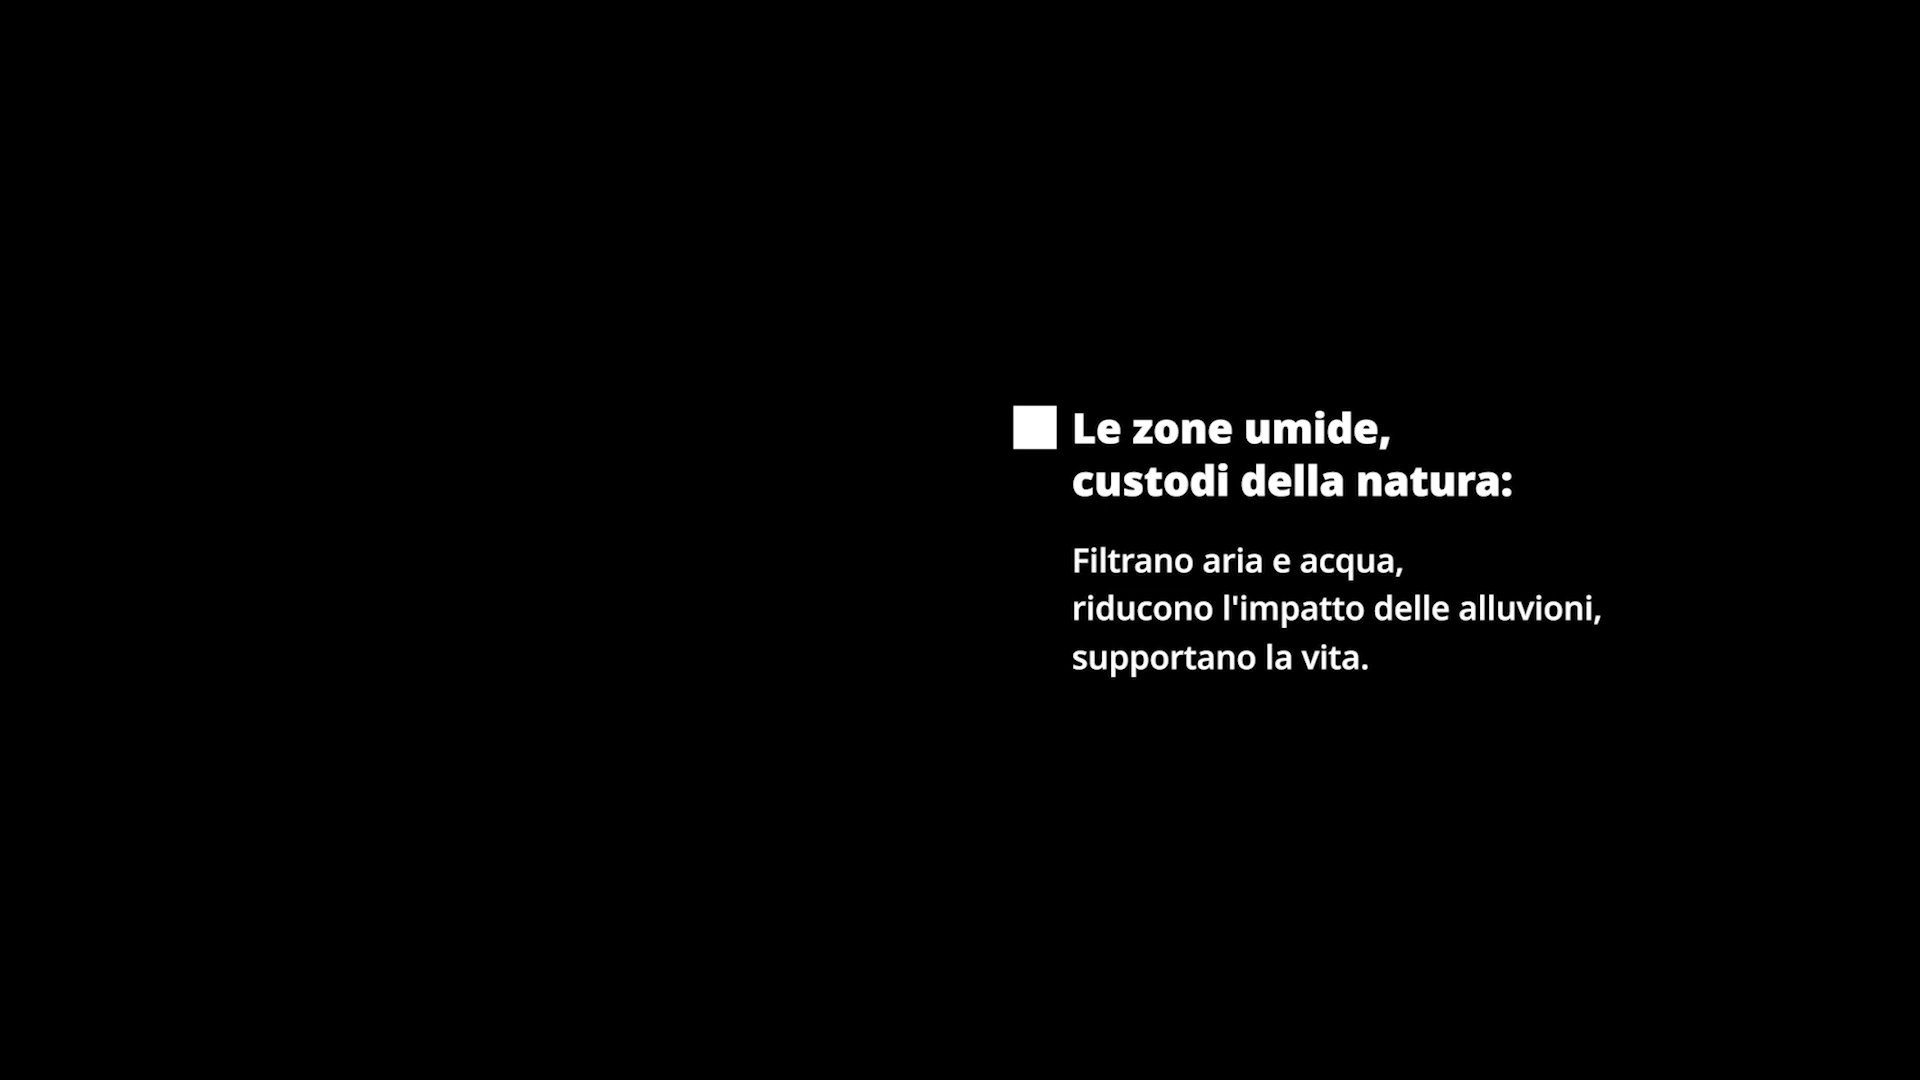 Le zone umide,
custodi della natura:
Filtrano aria e acqua,
riducono l'impatto delle alluvioni,
supportano la vita.